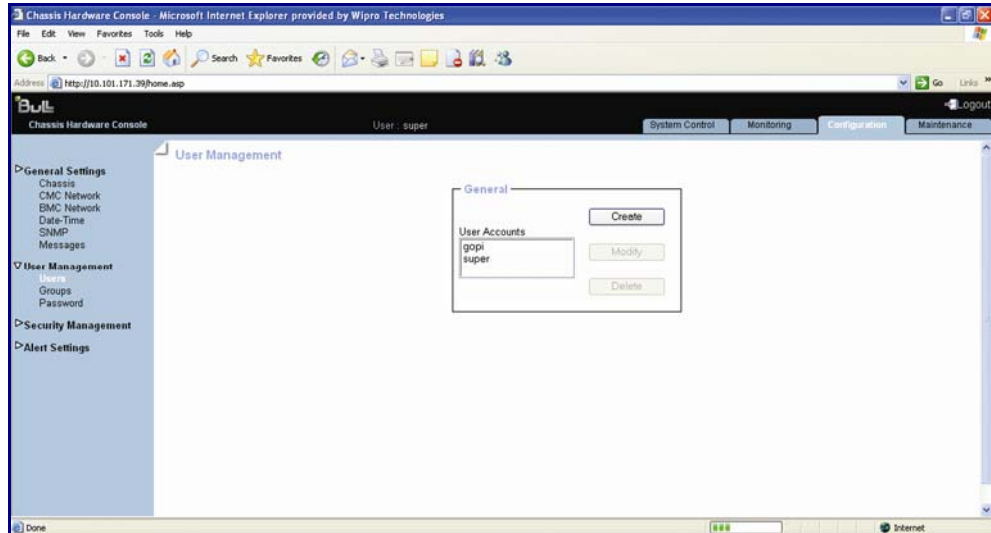 Chassis Hardware Console - Microsoft Internet Explorer provided by Wipro Technologies
File Edit View Favorites Tools Help
Back Search Favorites
Address http://10.101.171.39/home.asp Go Links »
Bull Logout
Chassis Hardware Console User : super System Control Monitoring Configuration Maintenance
User Management
General Settings
Chassis
CMC Network
BMC Network
Date-Time
SNMP
Messages
User Management
Users
Groups
Password
Security Management
Alert Settings
General
Create
User Accounts
gopi
super
Modify
Delete
Done Internet